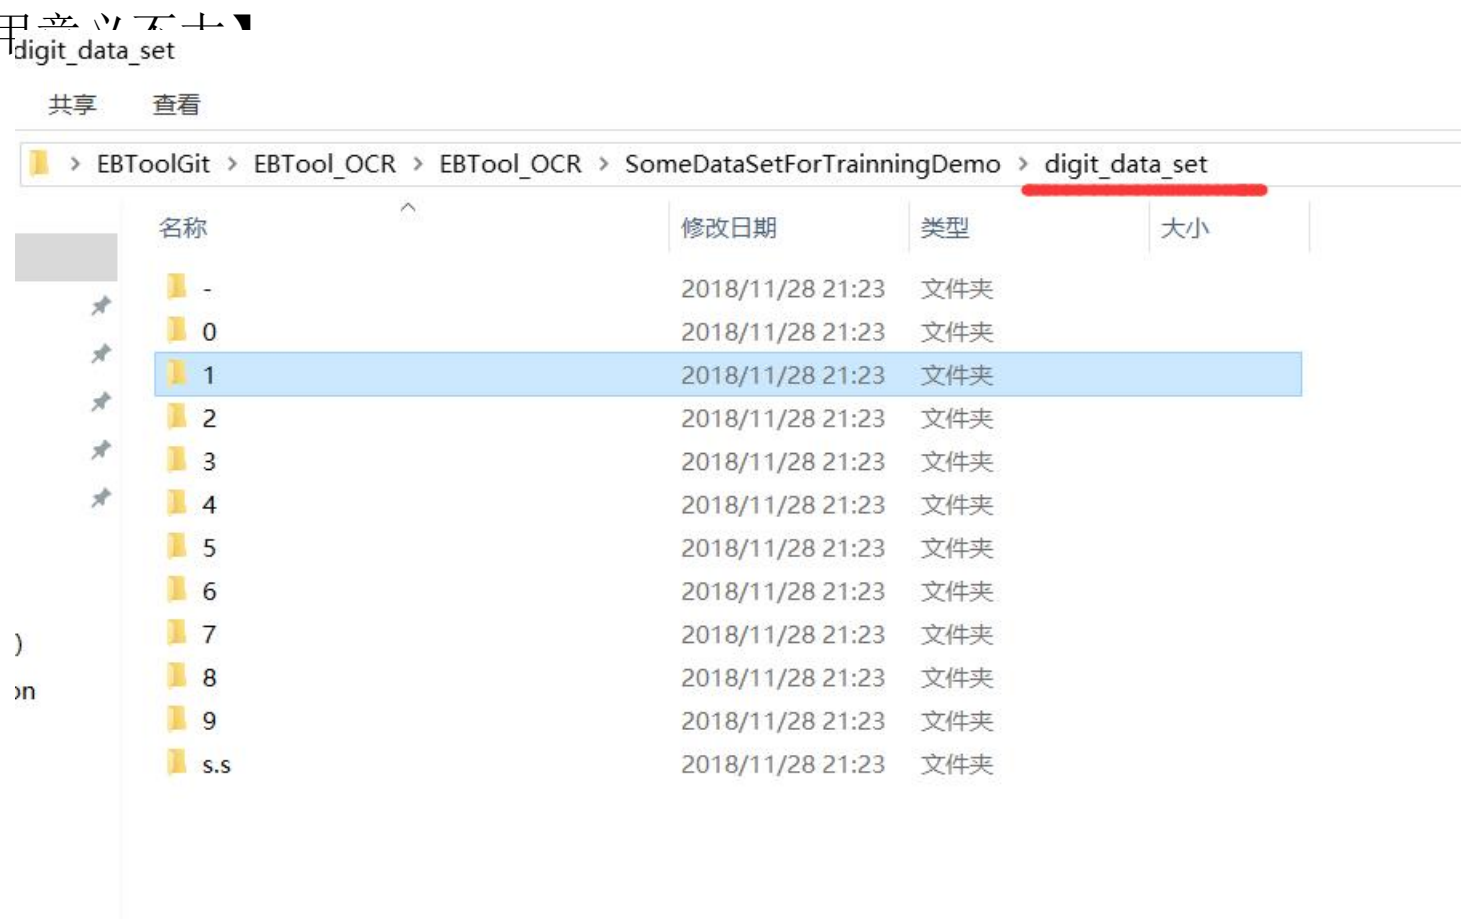 用意义不大】
digit_data_set
共享 查看
> EBToolGit > EBTool_OCR > EBTool_OCR > SomeDataSetForTrainningDemo > digit_data_set
名称 修改日期 类型 大小
- 2018/11/28 21:23 文件夹
0 2018/11/28 21:23 文件夹
1 2018/11/28 21:23 文件夹
2 2018/11/28 21:23 文件夹
3 2018/11/28 21:23 文件夹
4 2018/11/28 21:23 文件夹
5 2018/11/28 21:23 文件夹
6 2018/11/28 21:23 文件夹
7 2018/11/28 21:23 文件夹
)
8 2018/11/28 21:23 文件夹
on
9 2018/11/28 21:23 文件夹
s.s 2018/11/28 21:23 文件夹